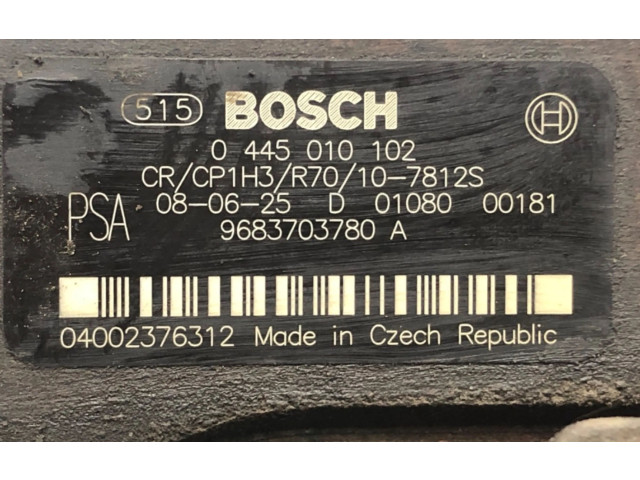 515 BOSCH
0 445 010 102
CR/CP1H3/R70/10-7812S
PSA 08-06-25 D 01080 00181
9683703780 A
04002376312 Made in Czech Republic